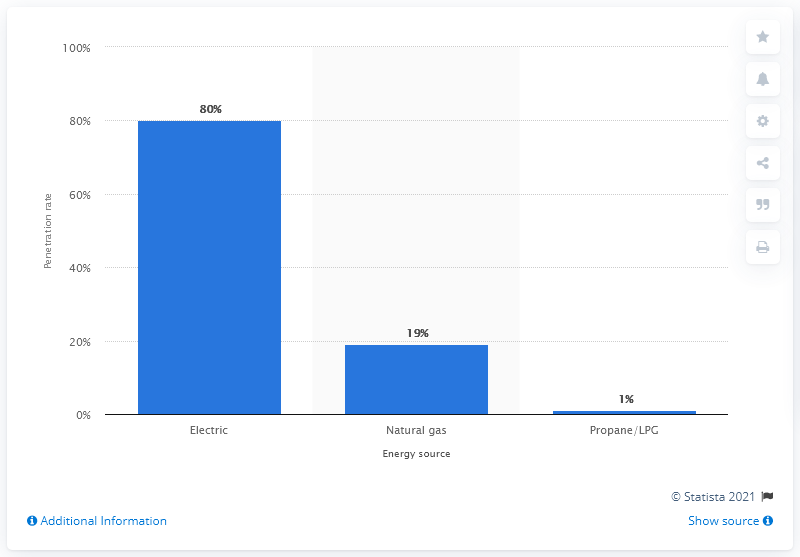 100%
80%
60%
40%
20%
0%
Penetration rate
80%
19%
1%
Electric
Natural gas
Propane/LPG
Energy source
© Statista 2021
Additional Information
Show source